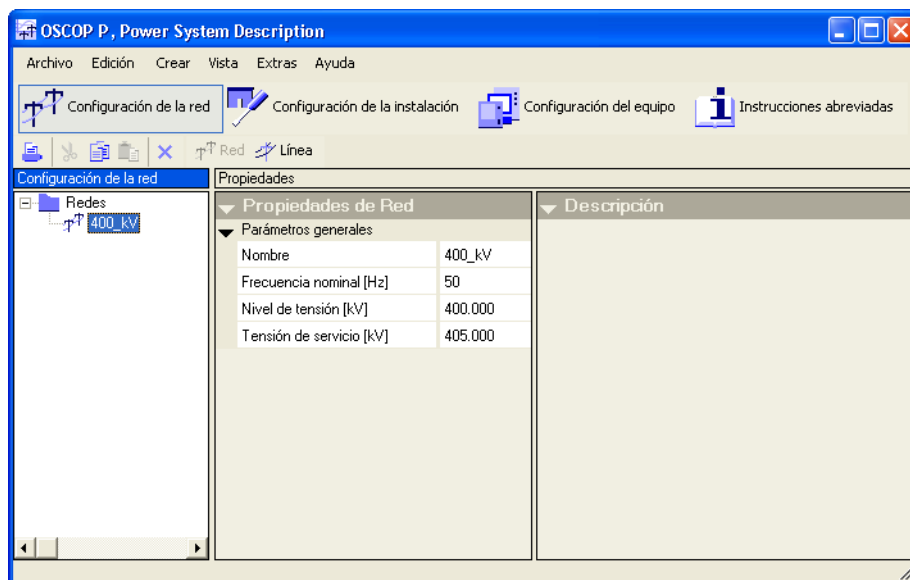 OSCOP P, Power System Description
Archivo Edición Crear Vista Extras Ayuda
Configuración de la red Configuración de la instalación Configuración del equipo Instrucciones abreviadas
Red Línea
Configuración de la red Propiedades
Redes
400_kV
Propiedades de Red
Parámetros generales
Nombre 400_kV
Frecuencia nominal [Hz] 50
Nivel de tensión [kV] 400.000
Tensión de servicio [kV] 405.000
Descripción